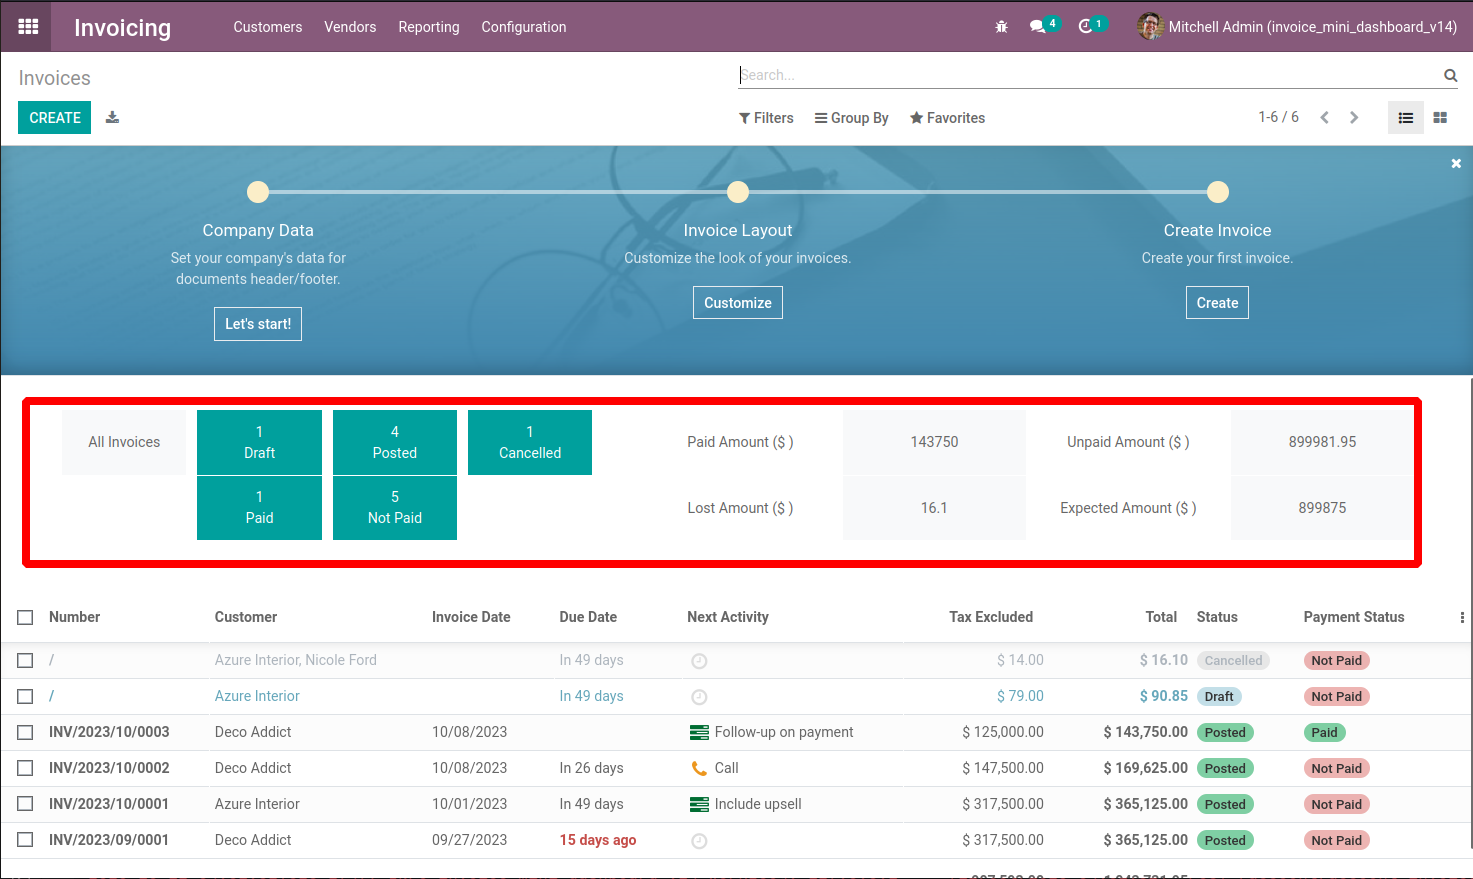 Invoicing Customers Vendors Reporting Configuration 4 1 Mitchell Admin (invoice_mini_dashboard_v14)
Invoices
Search...
CREATE Filters Group By Favorites 1-6 / 6
Company Data Invoice Layout Create Invoice
Set your company's data for Customize the look of your invoices. Create your first invoice.
documents header/footer.
Let's start! Customize Create
All Invoices 1 Draft 4 Posted 1 Cancelled Paid Amount ($ ) 143750 Unpaid Amount ($ ) 899981.95
1 Paid 5 Not Paid Lost Amount ($ ) 16.1 Expected Amount ($ ) 899875
Number Customer Invoice Date Due Date Next Activity Tax Excluded Total Status Payment Status
/ Azure Interior, Nicole Ford In 49 days $ 14.00 $ 16.10 Cancelled Not Paid
/ Azure Interior In 49 days $ 79.00 $ 90.85 Draft Not Paid
INV/2023/10/0003 Deco Addict 10/08/2023 Follow-up on payment $ 125,000.00 $ 143,750.00 Posted Paid
INV/2023/10/0002 Deco Addict 10/08/2023 In 26 days Call $ 147,500.00 $ 169,625.00 Posted Not Paid
INV/2023/10/0001 Azure Interior 10/01/2023 In 49 days Include upsell $ 317,500.00 $ 365,125.00 Posted Not Paid
INV/2023/09/0001 Deco Addict 09/27/2023 15 days ago $ 317,500.00 $ 365,125.00 Posted Not Paid